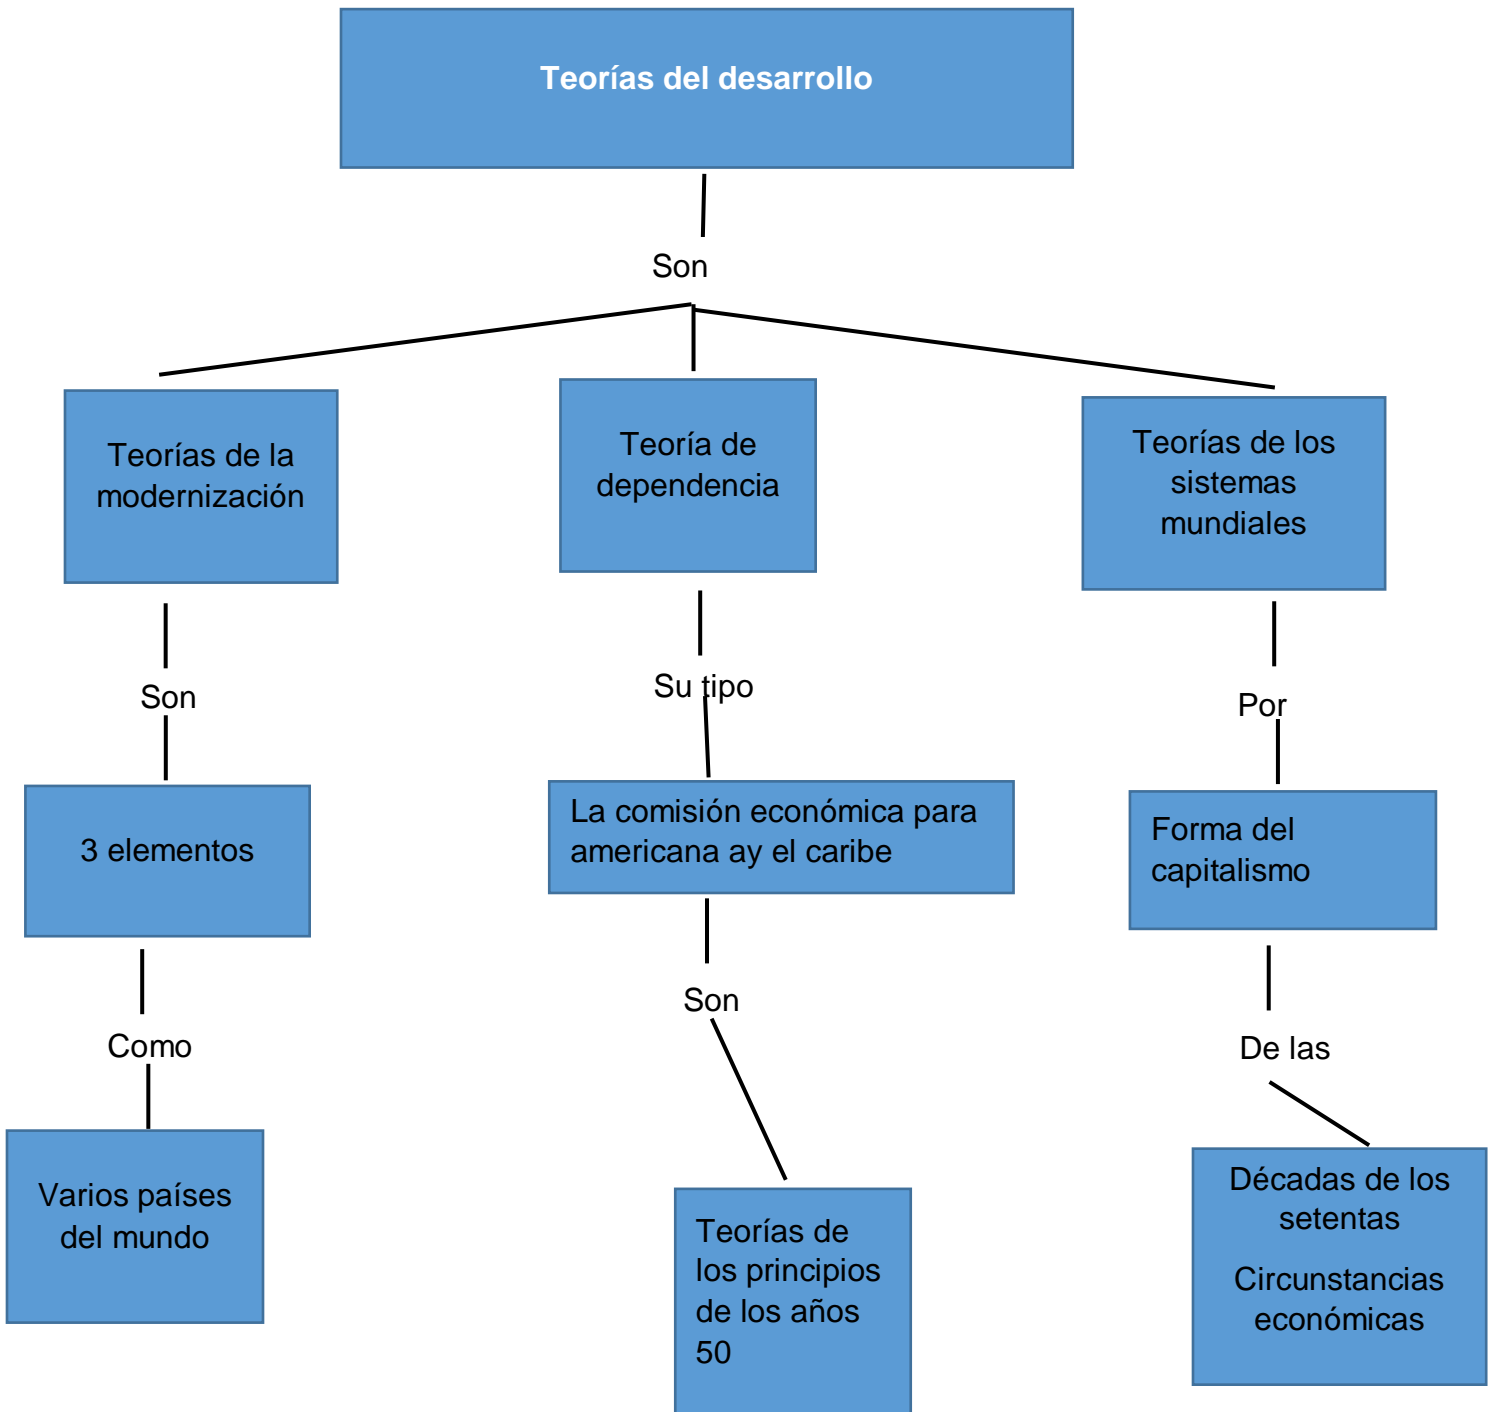 Teorías del desarrollo
Son
Teorías de la
modernización
Teoría de
dependencia
Teorías de los
sistemas
mundiales
Son
Su tipo
Por
3 elementos
La comisión económica para
americana ay el caribe
Forma del
capitalismo
Como
Son
De las
Varios países
del mundo
Teorías de
los principios
de los años
50
Décadas de los
setentas
Circunstancias
económicas